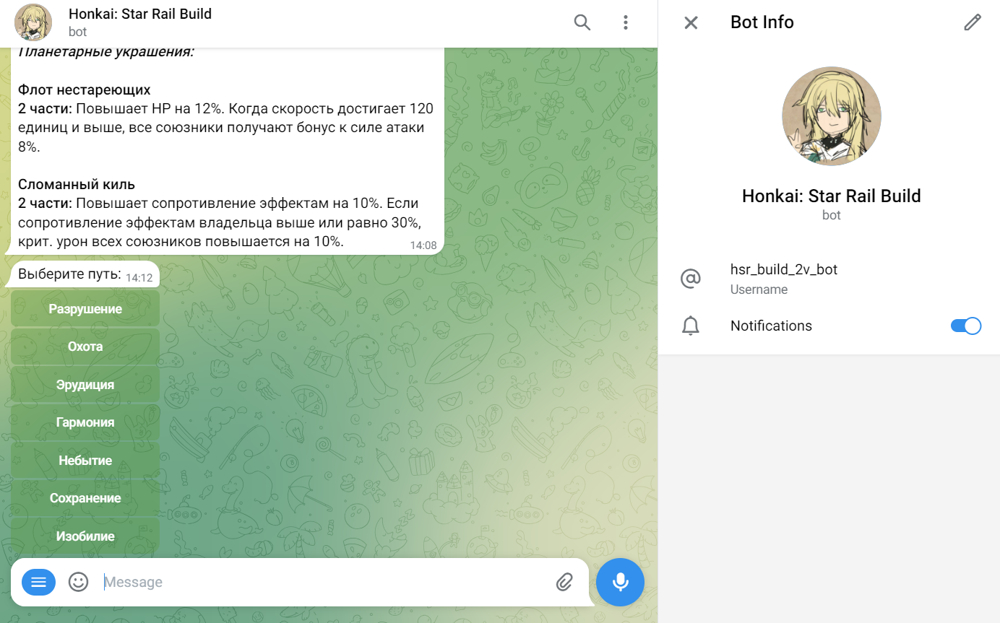 Honkai: Star Rail Build
bot
Планетарные украшения:
Флот нестареющих
2 части: Повышает HP на 12%. Когда скорость достигает 120
единиц и выше, все союзники получают бонус к силе атаки
8%.
Сломанный киль
2 части: Повышает сопротивление эффектам на 10%. Если
сопротивление эффектам владельца выше или равно 30%,
крит. урон всех союзников повышается на 10%.
14:08
Выберите путь: 14:12
Разрушение
Охота
Эрудиция
Гармония
Небытие
Сохранение
Изобилие
Message
Bot Info
Honkai: Star Rail Build
bot
hsr_build_2v_bot
Username
Notifications